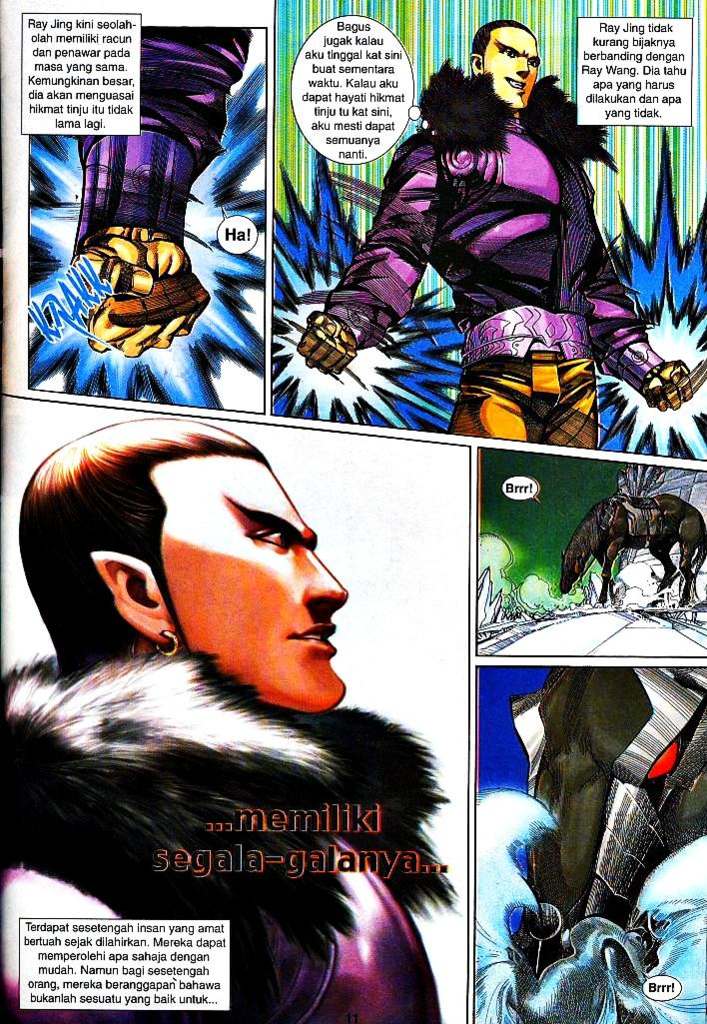 Ray Jing kini seolah-
olah memiliki racun
dan penawar pada
masa yang sama.
Kemungkinan besar,
dia akan menguasai
hikmat tinju itu tidak
lama lagi.
Ha!
KRAKK
Bagus
jugak kalau
aku tinggal kat sini
buat sementara
waktu. Kalau aku
dapat hayati hikmat
tinju tu kat sini,
aku mesti dapat
semuanya
nanti.
Ray Jing tidak
kurang bijaknya
berbanding dengan
Ray Wang. Dia tahu
apa yang harus
dilakukan dan apa
yang tidak.
...memiliki
segala-galanya...
Terdapat sesetengah insan yang amat
bertuah sejak dilahirkan. Mereka dapat
memperolehi apa sahaja dengan
mudah. Namun bagi sesetengah
orang, mereka beranggapan bahawa
bukanlah sesuatu yang baik untuk...
Brrr!
Brrr!
11